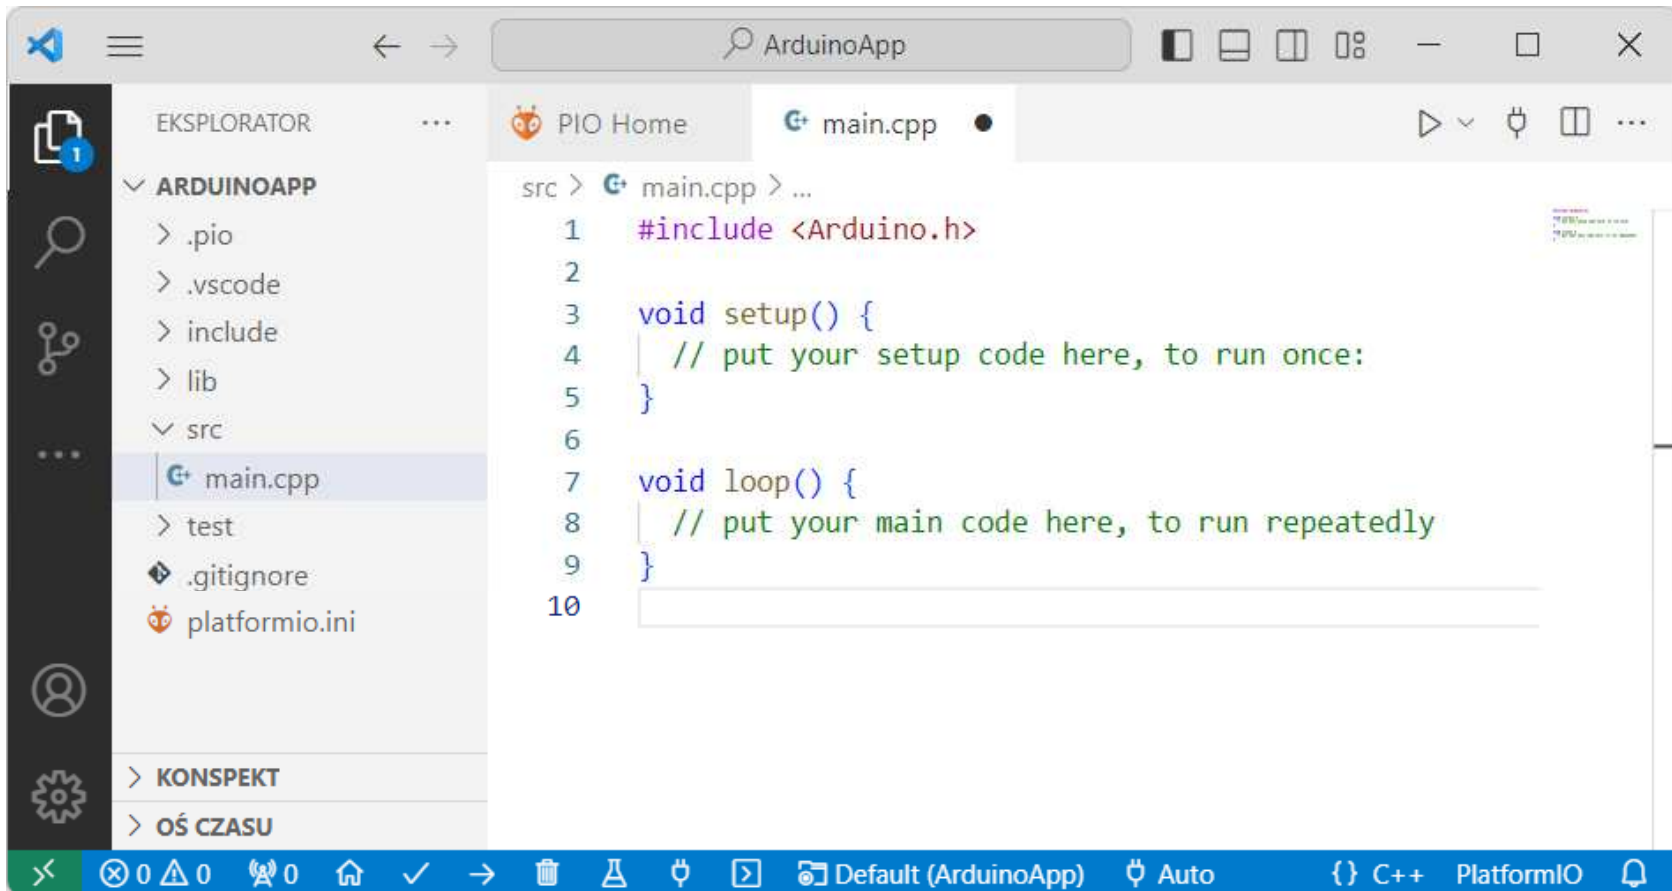 ArduinoApp
EKSPLORATOR
PIO Home
main.cpp
1
ARDUINOAPP
.pio
.vscode
include
lib
src
main.cpp
test
.gitignore
platformio.ini
KONSPEKT
OŚ CZASU
src > main.cpp > ...
1 #include <Arduino.h>
2
3 void setup() {
4 // put your setup code here, to run once:
5 }
6
7 void loop() {
8 // put your main code here, to run repeatedly
9 }
10
0 0 0 Default (ArduinoApp) Auto {} C++ PlatformIO